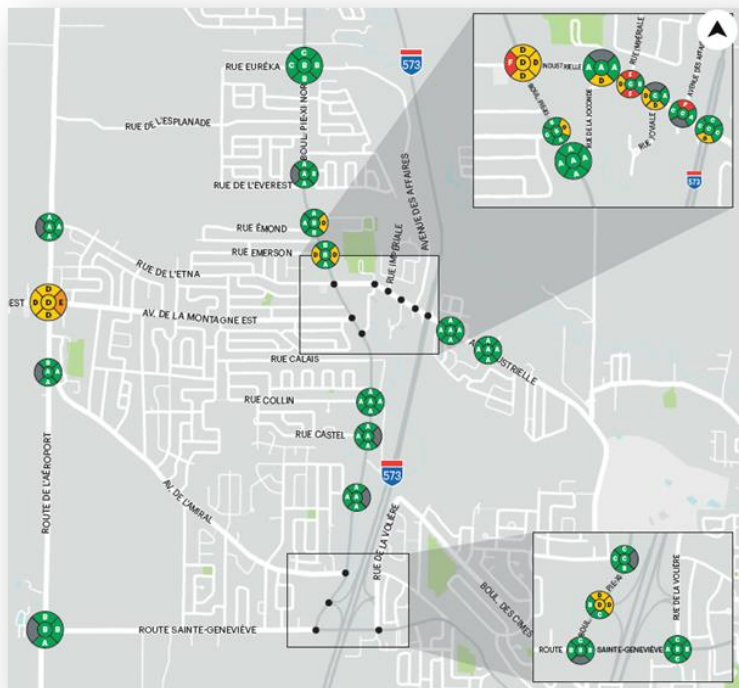 573
RUE EURÊKA
C
C B B
B
BOUL. PIE-XI NORD
RUE DE L'ESPLANADE
AVENUE DES AFFAIRES
RUE DE L'EVEREST
A
A B
A
RUE ÉMOND
A
A B D
B
RUE EMERSON
B
D B D
A
RUE IMPÉRIALE
RUE DE L'ETNA
A
A A
A
EST
D
D D E
D
AV. DE LA MONTAGNE EST
RUE CALAIS
INDUSTRIELLE
A
A A A
A
A
A A A
A
B
A A
A
RUE COLLIN
A
A A A
A
RUE CASTEL
A
A A
A
573
A
A A
A
ROUTE DE L'AÉROPORT
AV. DE L'AMIRAL
RUE DE LA VOLIÈRE
BOUL. DES CIMES
B
B B
A
ROUTE SAINTE-GENEVIÈVE
D
F D D
D
INDUSTRIELLE
BOUL. PIE-XI
A A
D
RUE DE LA JOCONDE
A
A A A
A
RUE IMPÉRIALE
RUE JOVIALE
AVENUE DES AFFAIRES
573
C
C C
B
BOUL. PIE-XI
D
B D D
C
RUE DE LA VOLIÈRE
ROUTE
B
B B B
SAINTE-GENEVIÈVE
C
A B B
C